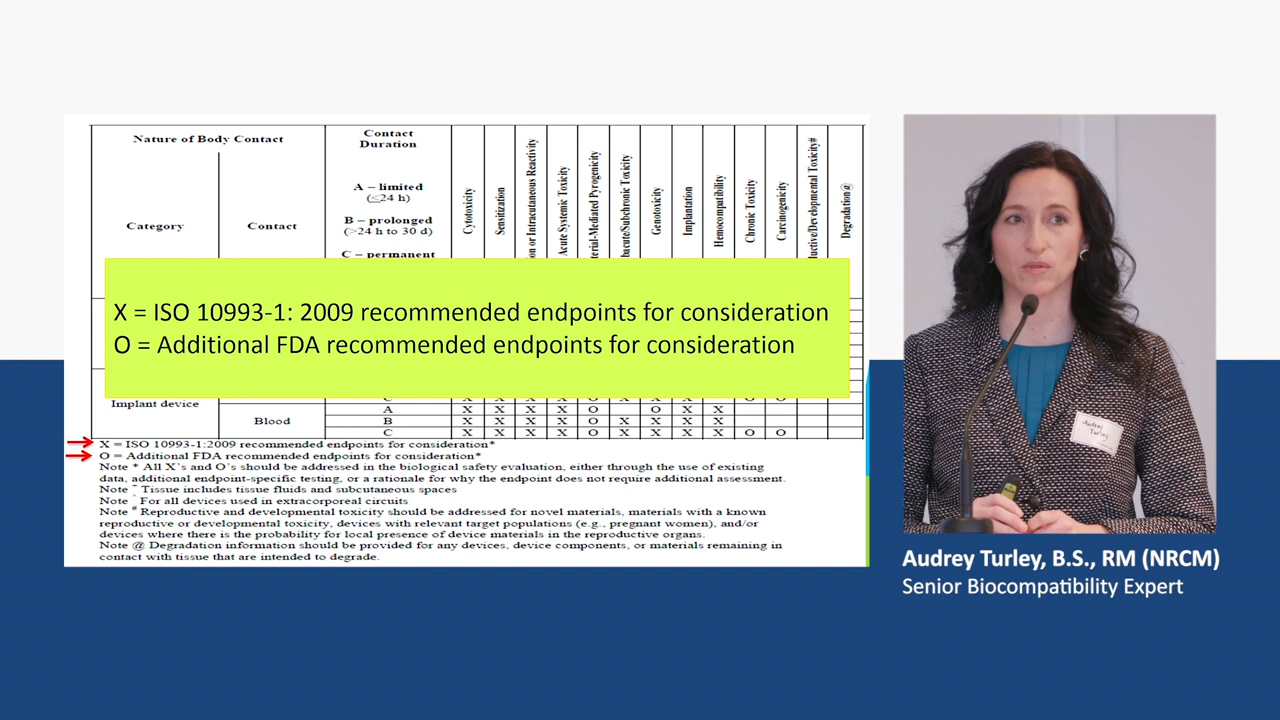 Nature of Body Contact
Contact
Duration
A – limited
(≤24 h)
B – prolonged
(>24 h to 30 d)
C – permanent
Category
Contact
Cytotoxicity
Sensitization
or Intracutaneous Reactivity
Acute Systemic Toxicity
Pyrogenicity
Toxicity
Genotoxicity
Implantation
Hemocompatibility
Chronic Toxicity
Carcinogenicity
Toxicity#
Degradation@
X = ISO 10993-1: 2009 recommended endpoints for consideration
O = Additional FDA recommended endpoints for consideration
Implant device
Blood
A X X X X O O X X
B X X X X O X X X X
C X X X X O X X X X O O
X = ISO 10993-1:2009 recommended endpoints for consideration*
O = Additional FDA recommended endpoints for consideration*
Note * All X's and O's should be addressed in the biological safety evaluation, either through the use of existing
data, additional endpoint-specific testing, or a rationale for why the endpoint does not require additional assessment.
Note + Tissue includes tissue fluids and subcutaneous spaces
Note ^ For all devices used in extracorporeal circuits
Note # Reproductive and developmental toxicity should be addressed for novel materials, materials with a known
reproductive or developmental toxicity, devices with relevant target populations (e.g., pregnant women), and/or
devices where there is the probability for local presence of device materials in the reproductive organs.
Note @ Degradation information should be provided for any devices, device components, or materials remaining in
contact with tissue that are intended to degrade.
Audrey
Turley
Audrey Turley, B.S., RM (NRCM)
Senior Biocompatibility Expert